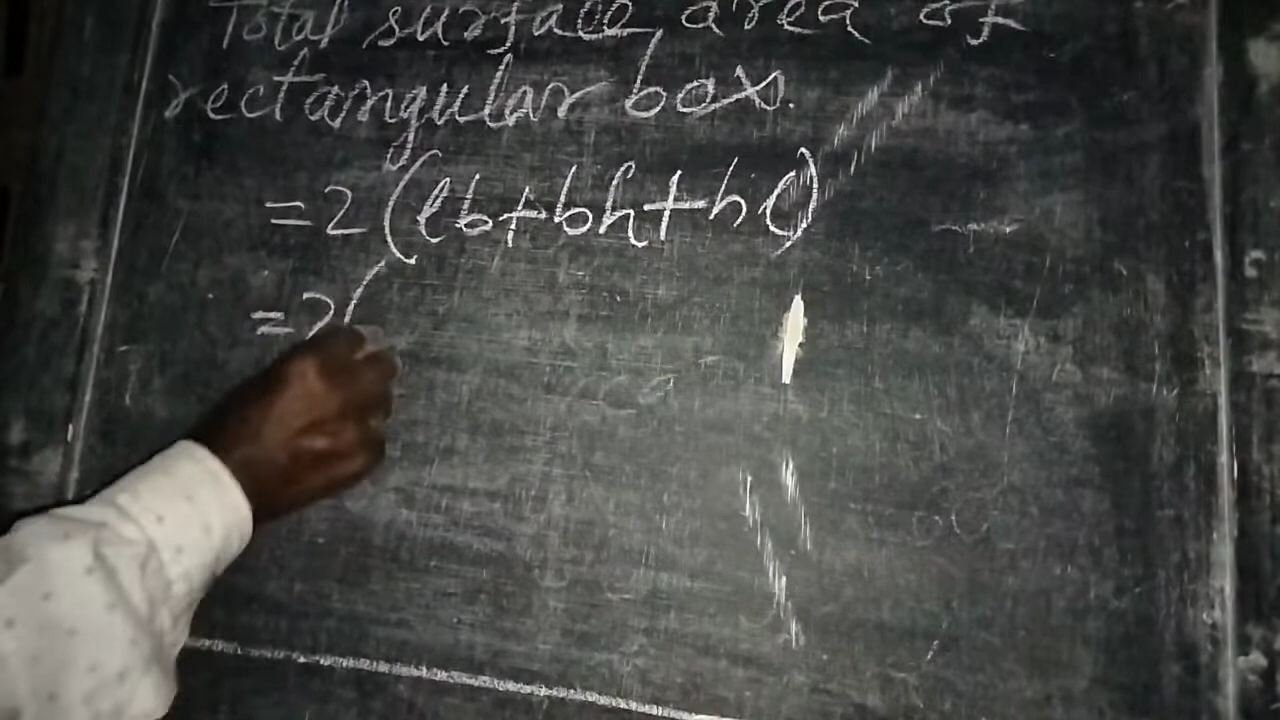 Total surface area of
rectangular box.
=2(lb+bh+hl)
=2(